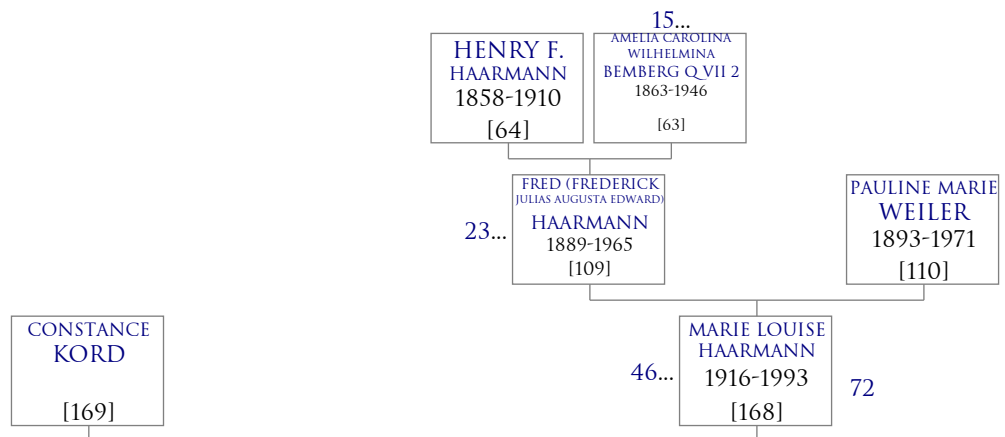 15...
HENRY F.
HAARMANN
1858-1910
[64]
AMELIA CAROLINA
WILHELMINA
BEMBERG Q VII 2
1863-1946
[63]
23...
FRED (FREDERICK
JULIAS AUGUSTA EDWARD)
HAARMANN
1889-1965
[109]
PAULINE MARIE
WEILER
1893-1971
[110]
CONSTANCE
KORD
[169]
46...
MARIE LOUISE
HAARMANN
1916-1993
[168]
72